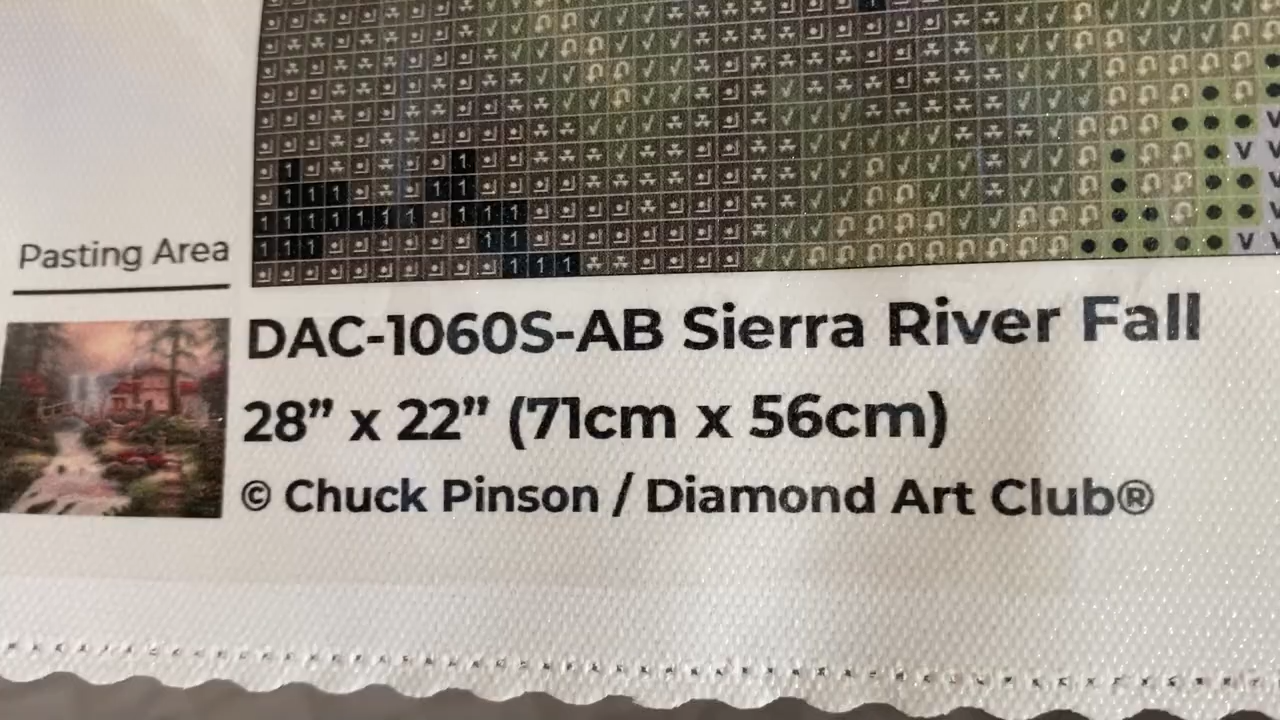 Pasting Area
DAC-1060S-AB Sierra River Fall
28” x 22” (71cm x 56cm)
© Chuck Pinson / Diamond Art Club®